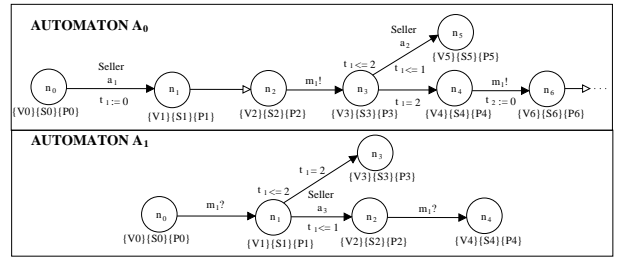 AUTOMATON A0
Seller
a1
t1 := 0
m1!
t1 <= 2
Seller
a2
t1 <= 1
t1 = 2
m1!
t2 := 0
n0
n1
n2
n3
n4
n5
n6
· · ·
{V0}{S0}{P0}
{V1}{S1}{P1}
{V2}{S2}{P2}
{V3}{S3}{P3}
{V4}{S4}{P4}
{V5}{S5}{P5}
{V6}{S6}{P6}
AUTOMATON A1
m1?
t1 <= 2
t1 = 2
Seller
a3
t1 <= 1
m1?
n0
n1
n2
n3
n4
{V0}{S0}{P0}
{V1}{S1}{P1}
{V2}{S2}{P2}
{V3}{S3}{P3}
{V4}{S4}{P4}